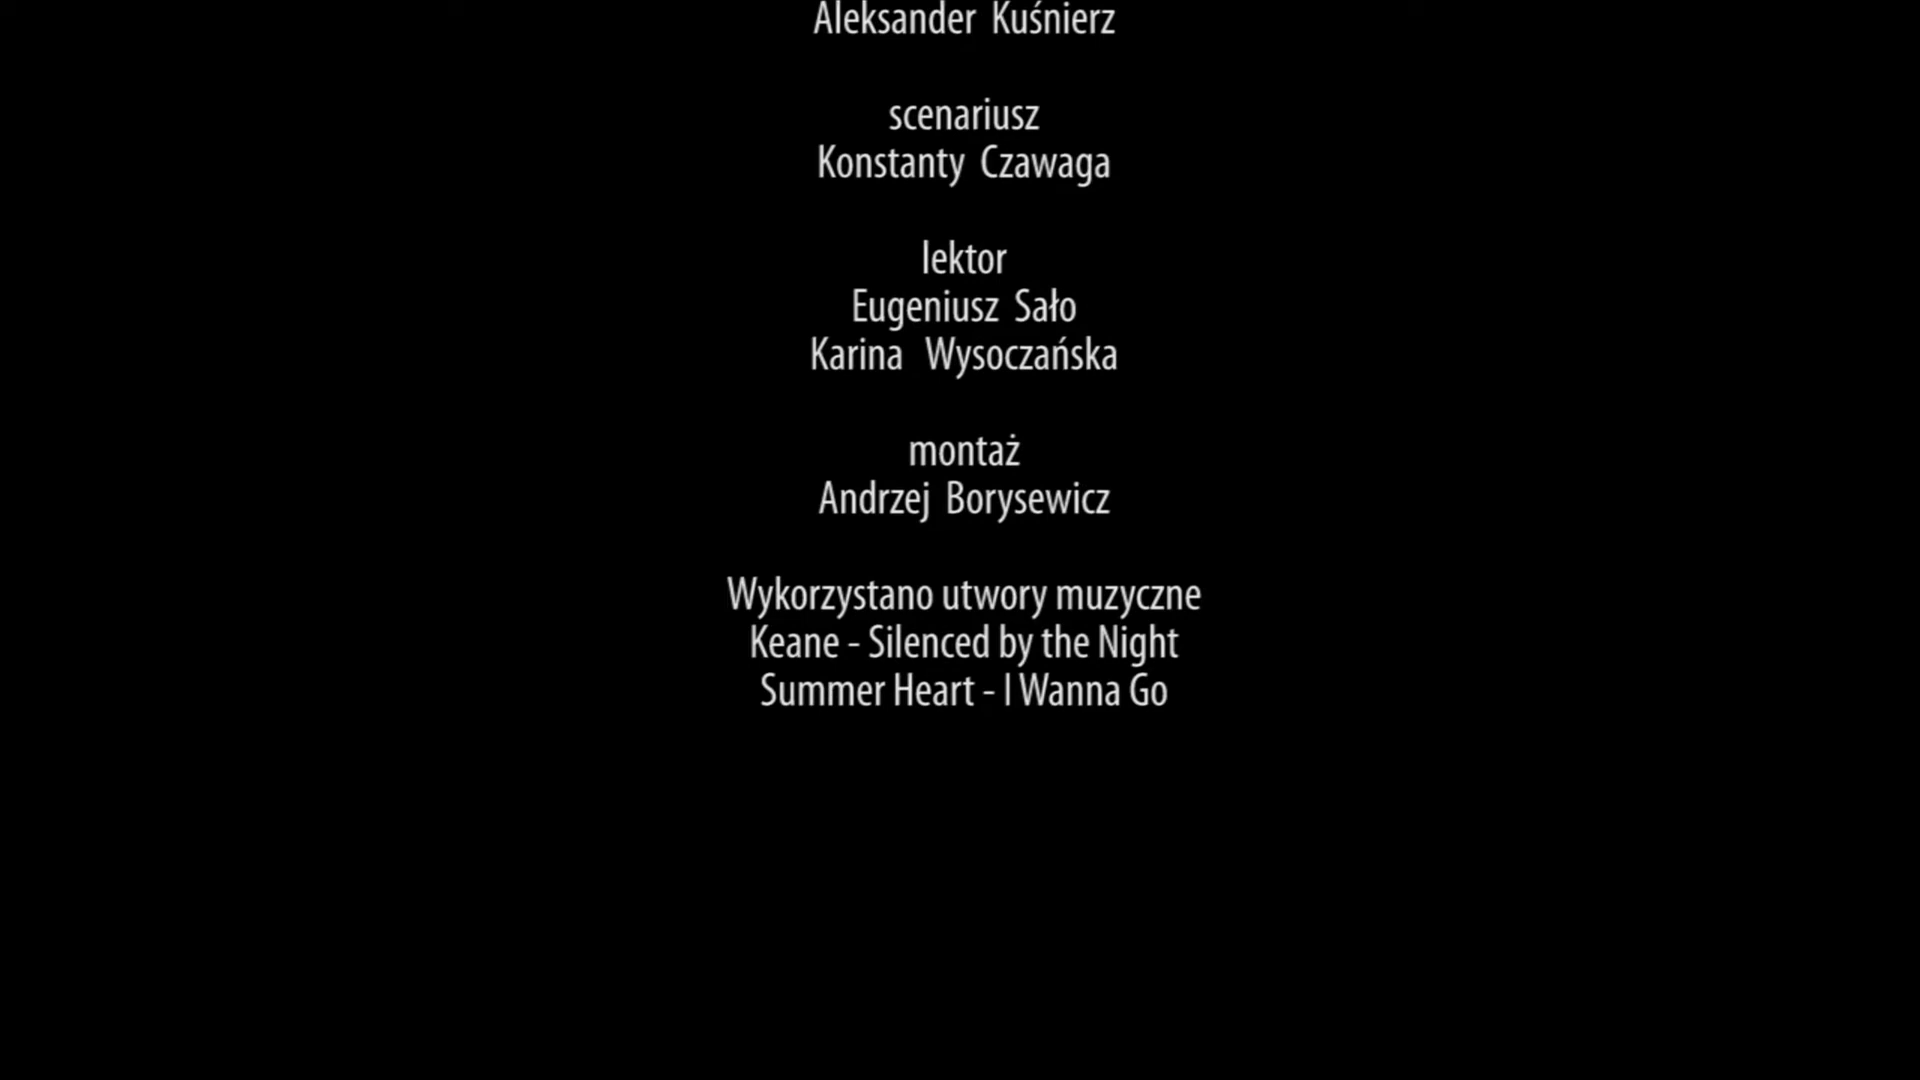 Aleksander Kuśnierz
scenariusz
Konstanty Czawaga
lektor
Eugeniusz Sało
Karina Wysoczańska
montaż
Andrzej Borysewicz
Wykorzystano utwory muzyczne
Keane - Silenced by the Night
Summer Heart - I Wanna Go